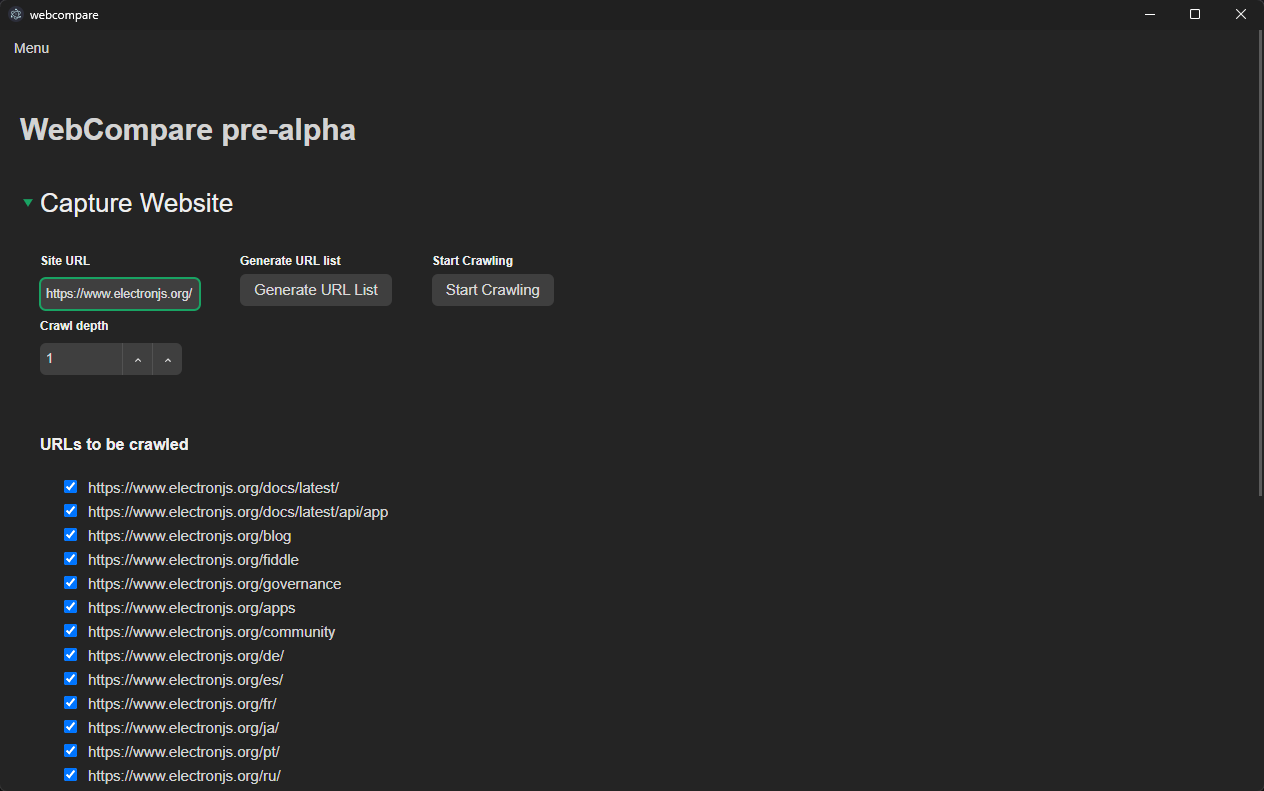 webcompare
Menu
WebCompare pre-alpha
Capture Website
Site URL
Generate URL list
Start Crawling
https://www.electronjs.org/
Generate URL List
Start Crawling
Crawl depth
1
URLs to be crawled
https://www.electronjs.org/docs/latest/
https://www.electronjs.org/docs/latest/api/app
https://www.electronjs.org/blog
https://www.electronjs.org/fiddle
https://www.electronjs.org/governance
https://www.electronjs.org/apps
https://www.electronjs.org/community
https://www.electronjs.org/de/
https://www.electronjs.org/es/
https://www.electronjs.org/fr/
https://www.electronjs.org/ja/
https://www.electronjs.org/pt/
https://www.electronjs.org/ru/